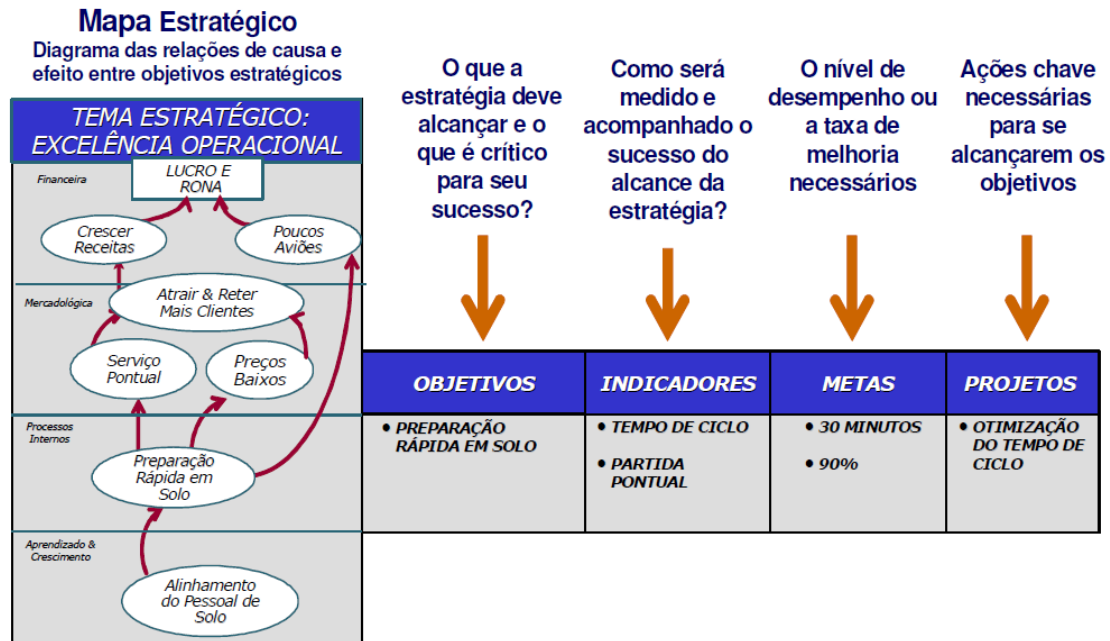 Mapa Estratégico
Diagrama das relações de causa e
efeito entre objetivos estratégicos
TEMA ESTRATÉGICO:
EXCELÊNCIA OPERACIONAL
Financeira
LUCRO E
RONA
Crescer
Receitas
Poucos
Aviões
Mercadológica
Atrair & Reter
Mais Clientes
Serviço
Pontual
Preços
Baixos
Processos
Internos
Preparação
Rápida em
Solo
Aprendizado &
Crescimento
Alinhamento
do Pessoal de
Solo
O que a
estratégia deve
alcançar e o
que é crítico
para seu
sucesso?
Como será
medido e
acompanhado o
sucesso do
alcance da
estratégia?
O nível de
desempenho ou
a taxa de
melhoria
necessários
Ações chave
necessárias
para se
alcançarem os
objetivos
OBJETIVOS
INDICADORES
METAS
PROJETOS
• PREPARAÇÃO
RÁPIDA EM SOLO
• TEMPO DE CICLO
• PARTIDA
PONTUAL
• 30 MINUTOS
• 90%
• OTIMIZAÇÃO
DO TEMPO DE
CICLO